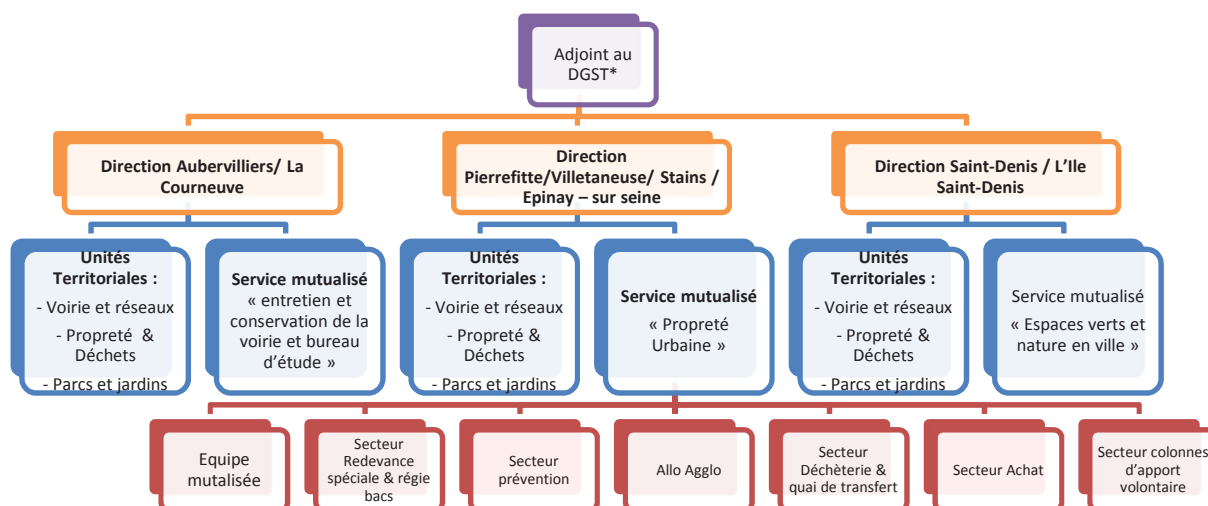 Adjoint au
DGST*
Direction Aubervilliers/ La
Courneuve
Direction
Pierrefitte/Villetaneuse/ Stains /
Epinay – sur seine
Direction Saint-Denis / L'Ile
Saint-Denis
Unités
Territoriales :
- Voirie et réseaux
- Propreté & 
Déchets
- Parcs et jardins
Service mutualisé
« entretien et
conservation de la
voirie et bureau
d'étude »
Unités
Territoriales :
- Voirie et réseaux
- Propreté &
Déchets
- Parcs et jardins
Service mutualisé
« Propreté
Urbaine »
Unités
Territoriales :
- Voirie et réseaux
- Propreté &
Déchets
- Parcs et jardins
Service mutualisé
« Espaces verts et
nature en ville »
Equipe
mutalisée
Secteur
Redevance
spéciale & régie
bacs
Secteur
prévention
Allo Agglo
Secteur
Déchèterie &
quai de transfert
Secteur Achat
Secteur colonnes
d'apport
volontaire